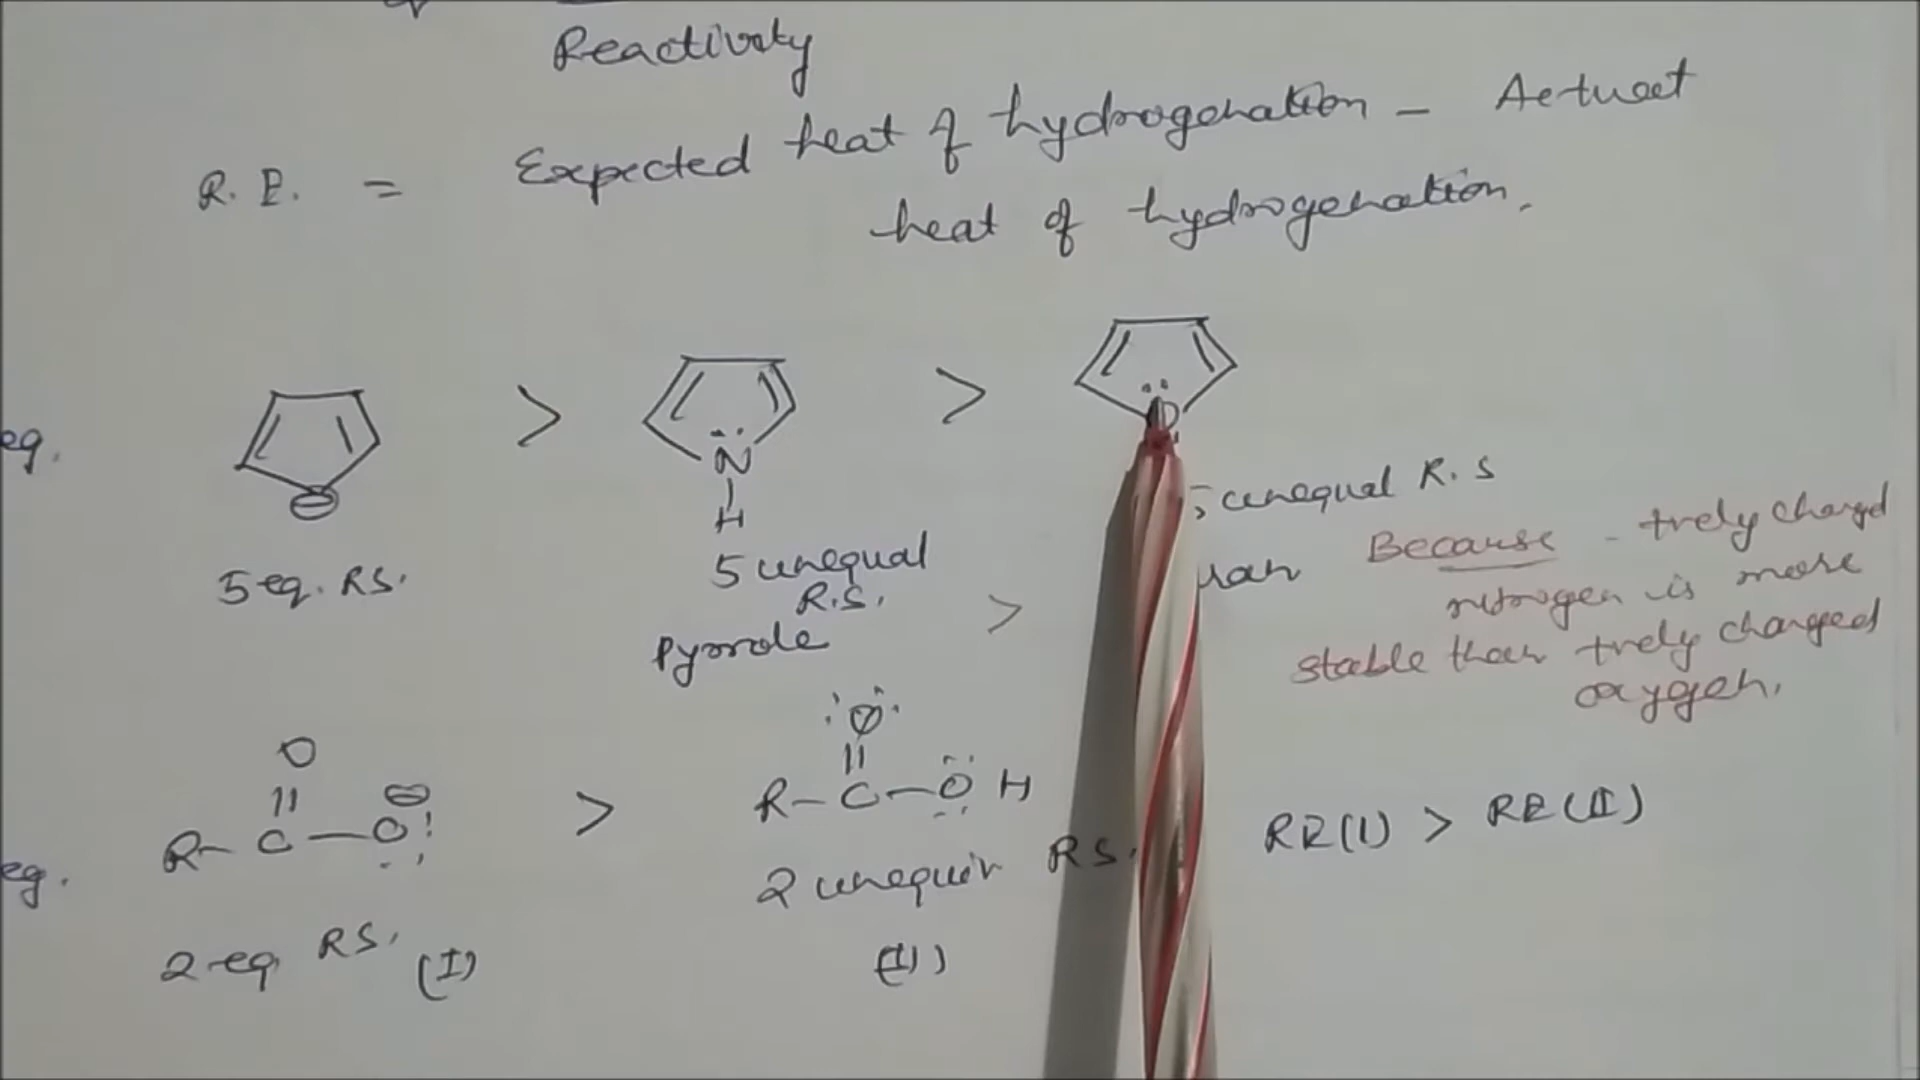 Reactivity
R.E. = Expected heat of hydrogenation - Actual
heat of hydrogenation.
eg. > >
N
H
5 eq. RS.
5 unequal
R.S.
5 unequal R.S
Pyrrole >
Because +vely charged
nitrogen is more
stable than +vely charged
oxygen.
eg.
O
||
R-C-O
>
O
||
R-C-O H
2 eq RS. (I)
2 unequiv RS.
(II)
RE(I) > RE(II)